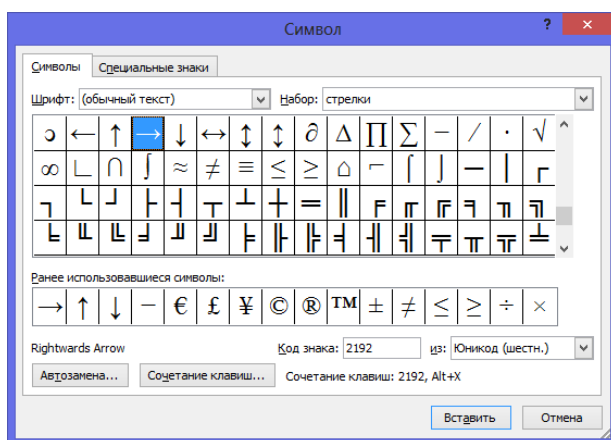 Символ ? ×
Символы Специальные знаки
Шрифт: (обычный текст) Набор: стрелки
ɔ ← ↑ → ↓ ↔ ↕ ↨ ∂ ∆ ∏ ∑ − ∕ ∙ √
∞ ∟ ∩ ∫ ≈ ≠ ≡ ≤ ≥ ⌂ ⌐ ⌠ ⌡ ─ │ ┌
┐ └ ┘ ├ ┤ ┬ ┴ ┼ ═ ║ ╒ ╓ ╔ ╕ ╖ ╗
╘ ╙ ╚ ╛ ╜ ╝ ╞ ╟ ╠ ╡ ╢ ╣ ╤ ╥ ╦ ╧
Ранее использовавшиеся символы:
→ ↑ ↓ − € £ ¥ © ® ™ ± ≠ ≤ ≥ ÷ ×
Rightwards Arrow Код знака: 2192 из: Юникод (шестн.)
Автозамена... Сочетание клавиш... Сочетание клавиш: 2192, Alt+X
Вставить Отмена